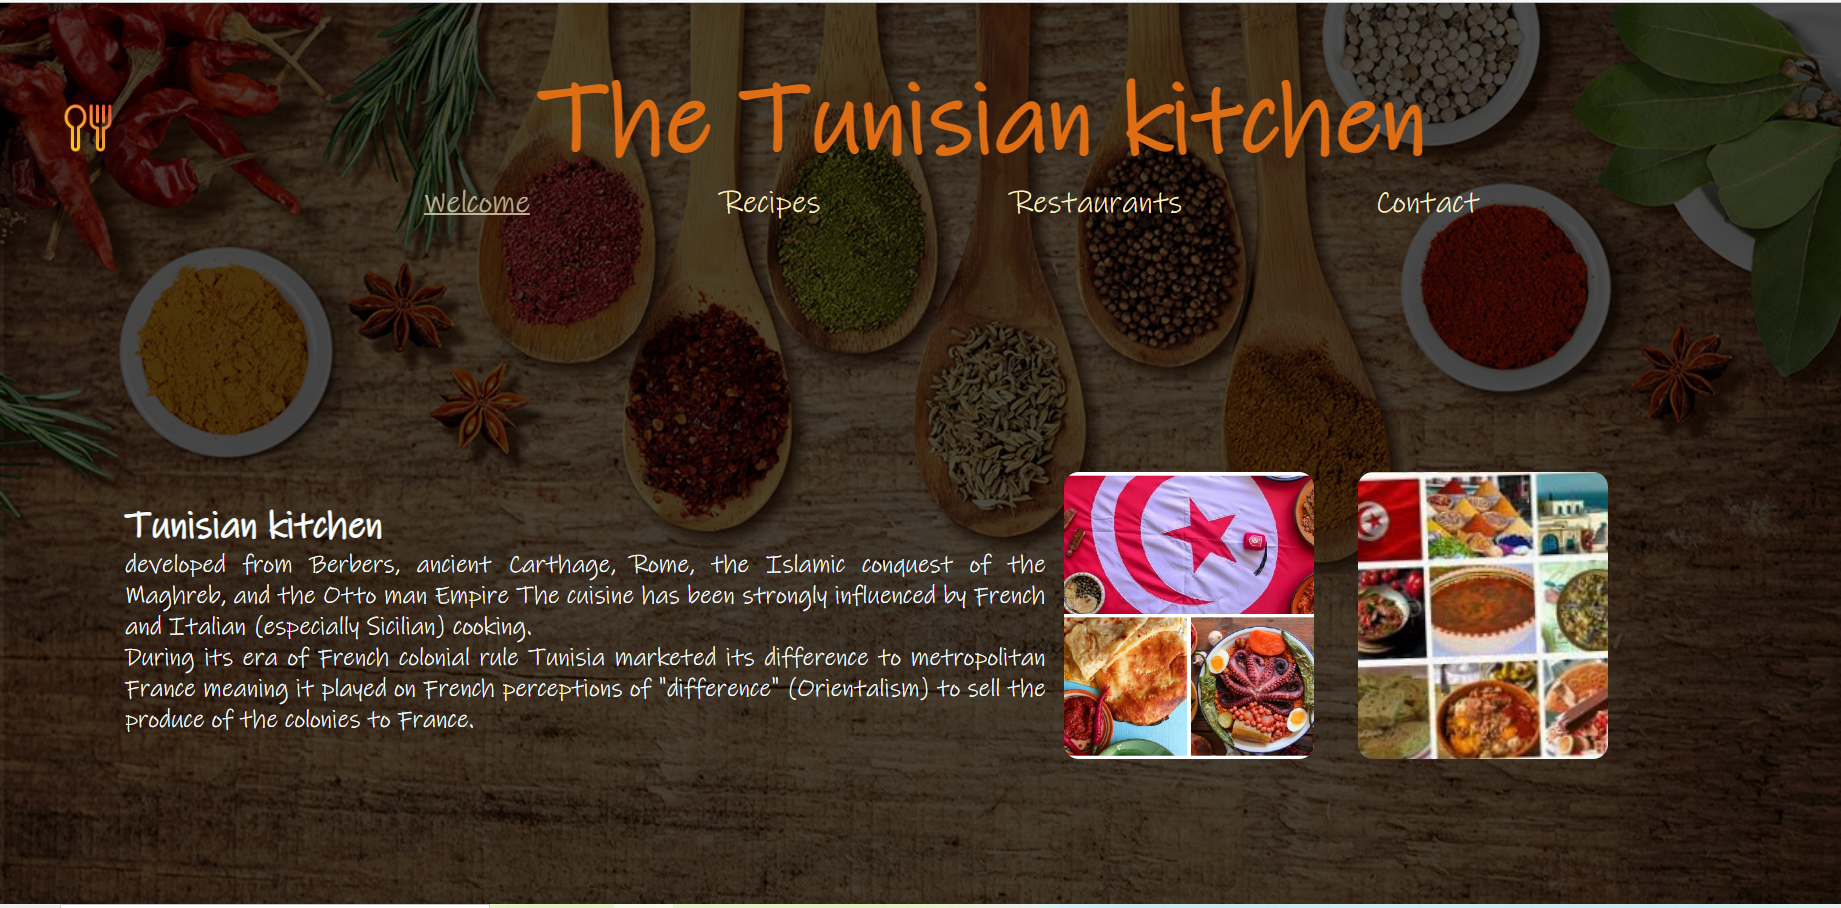 The Tunisian kitchen
Welcome Recipes Restaurants Contact
Tunisian kitchen
developed from Berbers, ancient Carthage, Rome, the Islamic conquest of the
Maghreb, and the Otto man Empire The cuisine has been strongly influenced by French
and Italian (especially Sicilian) cooking.
During its era of French colonial rule Tunisia marketed its difference to metropolitan
France meaning it played on French perceptions of "difference" (Orientalism) to sell the
produce of the colonies to France.